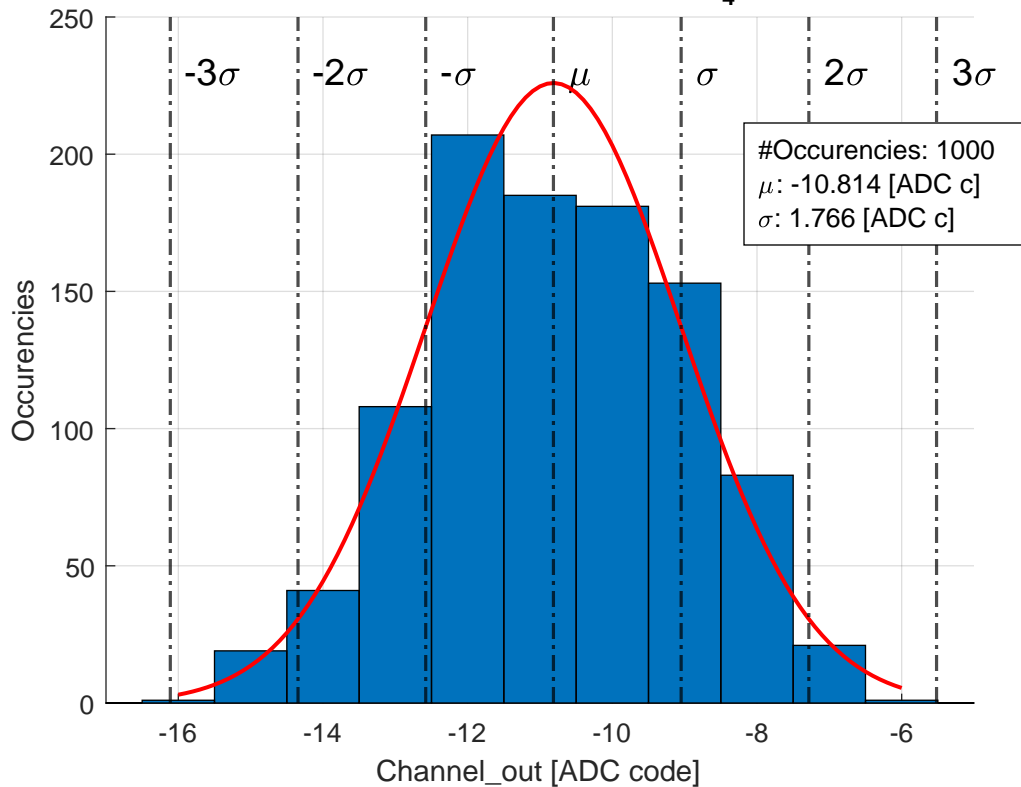 4
250
-3σ -2σ -σ μ σ 2σ 3σ
200
#Occurencies: 1000
μ: -10.814 [ADC c]
σ: 1.766 [ADC c]
150
100
50
0
Occurencies
-16 -14 -12 -10 -8 -6
Channel_out [ADC code]